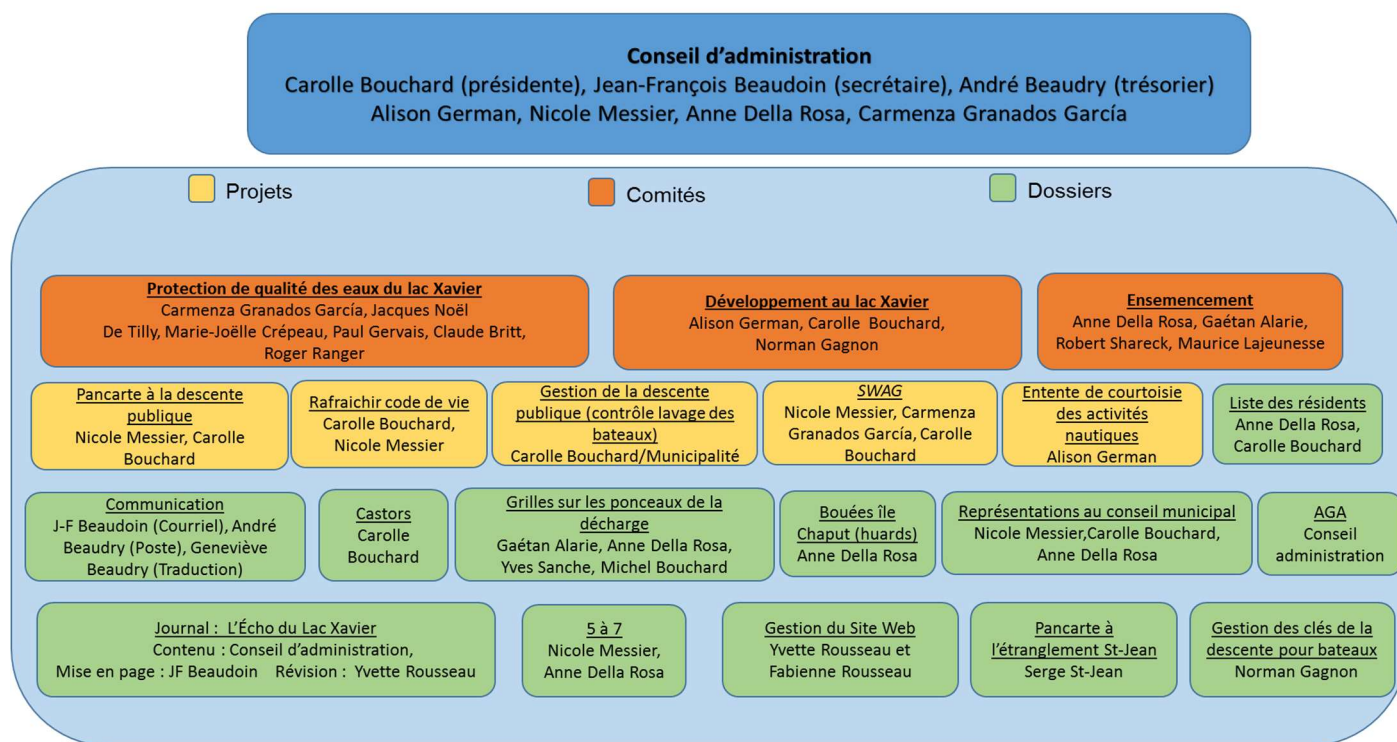 Conseil d’administration
Carolle Bouchard (présidente), Jean-François Beaudoin (secrétaire), André Beaudry (trésorier)
Alison German, Nicole Messier, Anne Della Rosa, Carmenza Granados García
Projets
Comités
Dossiers
Protection de qualité des eaux du lac Xavier
Carmenza Granados García, Jacques Noël
De Tilly, Marie-Joëlle Crépeau, Paul Gervais, Claude Britt,
Roger Ranger
Développement au lac Xavier
Alison German, Carolle Bouchard,
Norman Gagnon
Ensemencement
Anne Della Rosa, Gaétan Alarie,
Robert Shareck, Maurice Lajeunesse
Pancarte à la descente
publique
Nicole Messier, Carolle
Bouchard
Rafraichir code de vie
Carolle Bouchard,
Nicole Messier
Gestion de la descente
publique (contrôle lavage des
bateaux)
Carolle Bouchard/Municipalité
SWAG
Nicole Messier, Carmenza
Granados García, Carolle
Bouchard
Entente de courtoisie
des activités
nautiques
Alison German
Liste des résidents
Anne Della Rosa,
Carolle Bouchard
Communication
J-F Beaudoin (Courriel), André
Beaudry (Poste), Geneviève
Beaudry (Traduction)
Castors
Carolle
Bouchard
Grilles sur les ponceaux de la
décharge
Gaétan Alarie, Anne Della Rosa,
Yves Sanche, Michel Bouchard
Bouées île
Chaput (huards)
Anne Della Rosa
Représentations au conseil municipal
Nicole Messier,Carolle Bouchard,
Anne Della Rosa
AGA
Conseil
administration
Journal : L’Écho du Lac Xavier
Contenu : Conseil d’administration,
Mise en page : JF Beaudoin Révision : Yvette Rousseau
5 à 7
Nicole Messier,
Anne Della Rosa
Gestion du Site Web
Yvette Rousseau et
Fabienne Rousseau
Pancarte à
l’étranglement St-Jean
Serge St-Jean
Gestion des clés de la
descente pour bateaux
Norman Gagnon